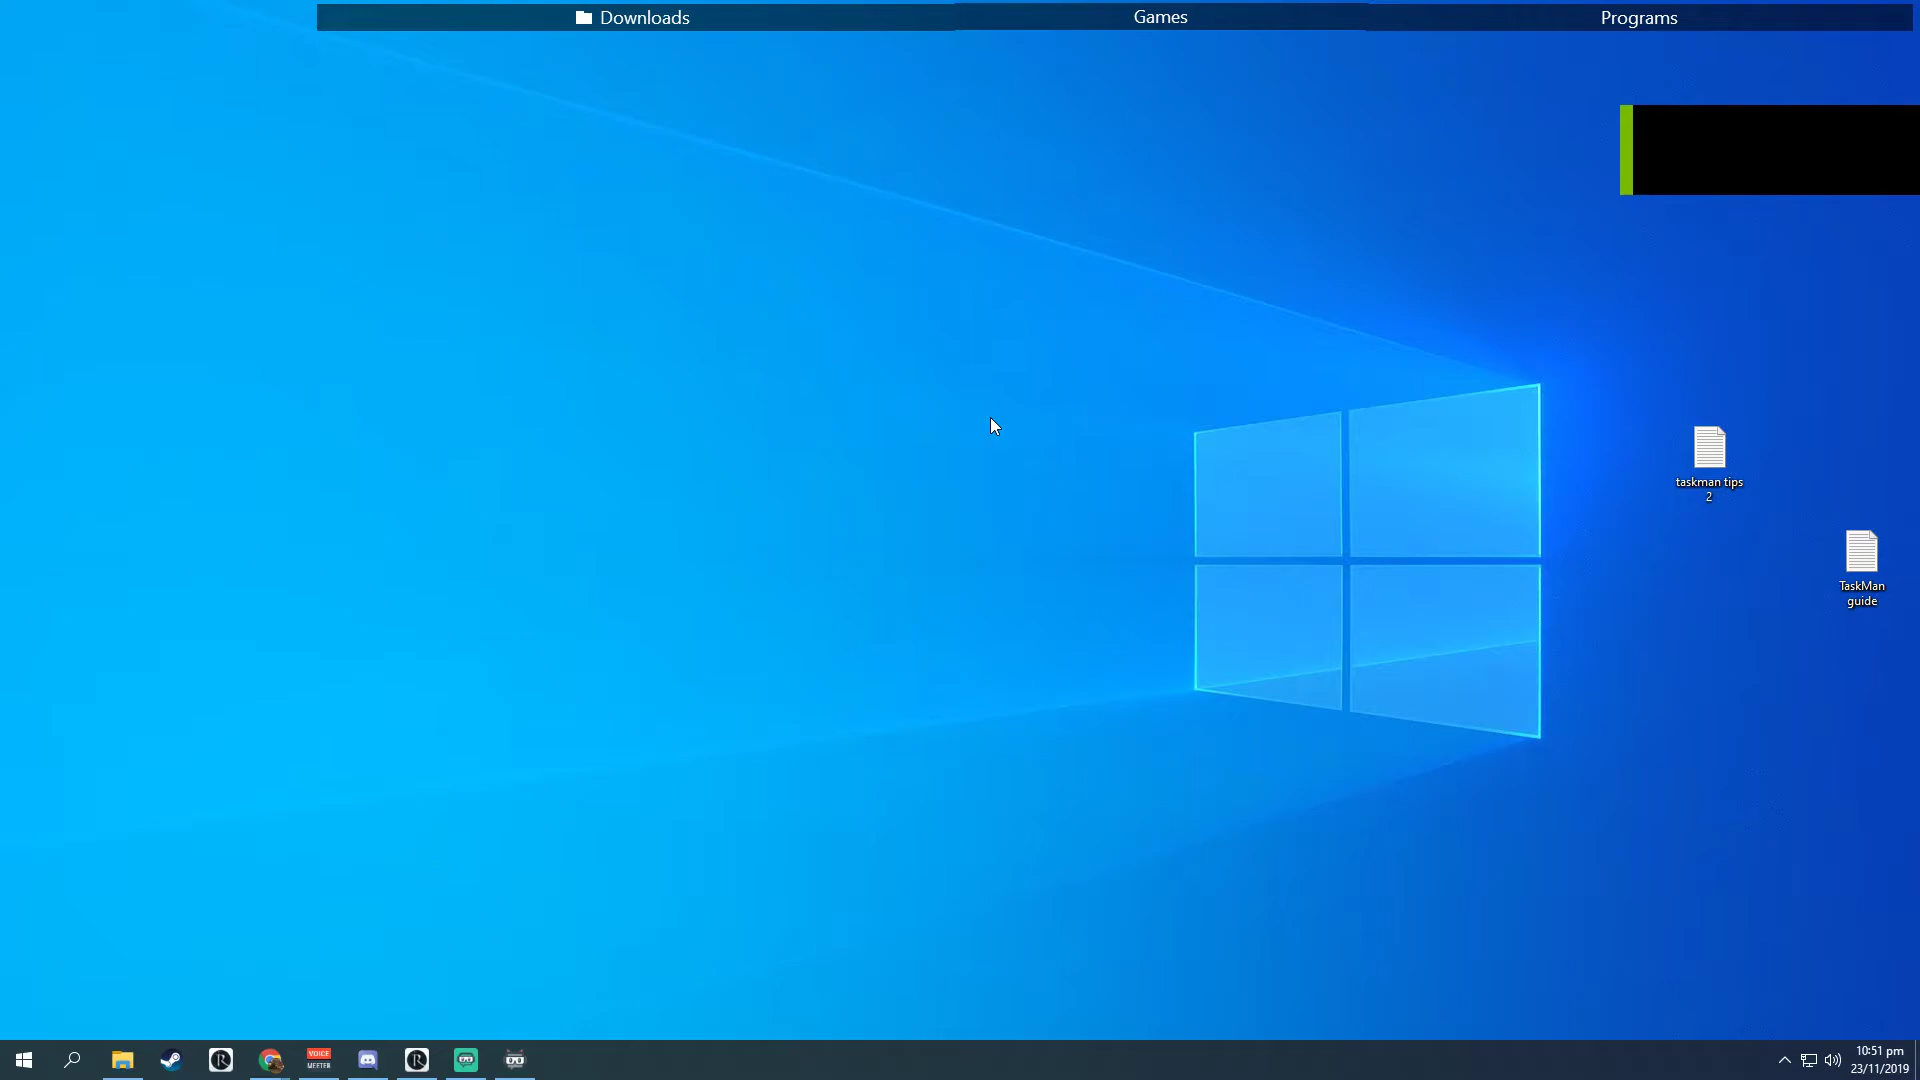 Downloads
Games
Programs
taskman tips
2
TaskMan
guide
VOICE
MEETER
10:51 pm
23/11/2019